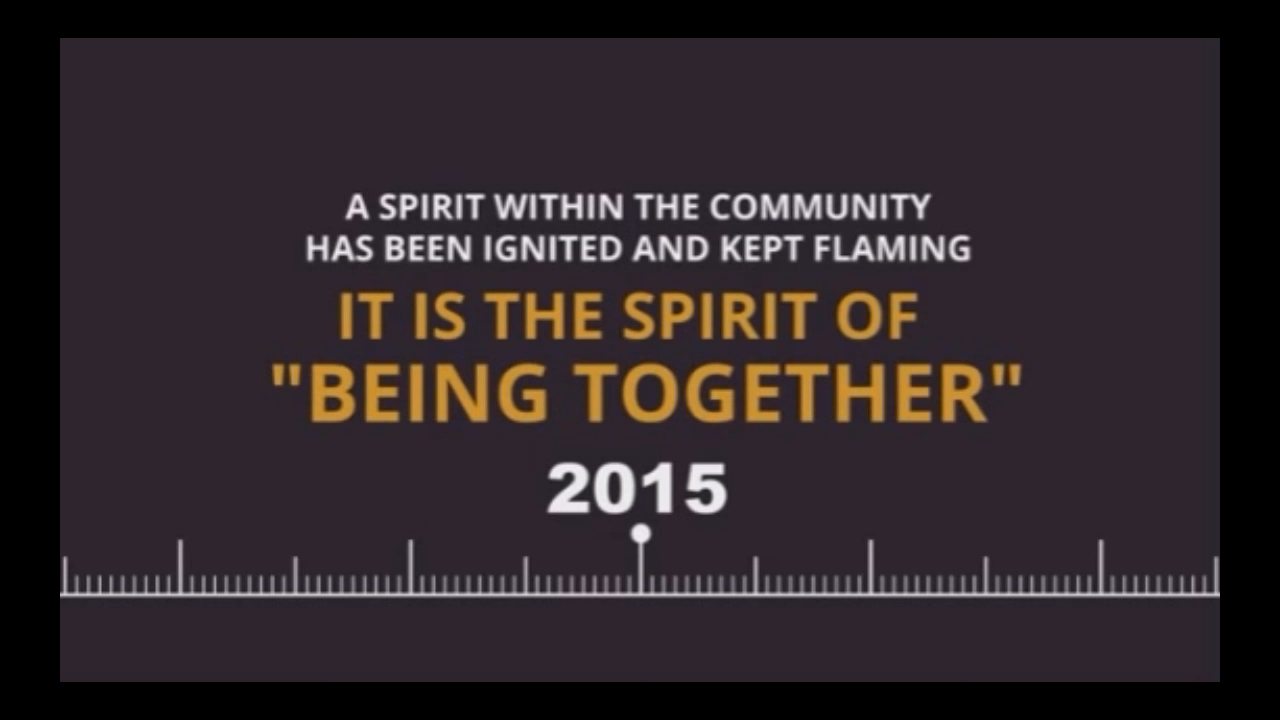 A SPIRIT WITHIN THE COMMUNITY
HAS BEEN IGNITED AND KEPT FLAMING
IT IS THE SPIRIT OF
"BEING TOGETHER"
2015